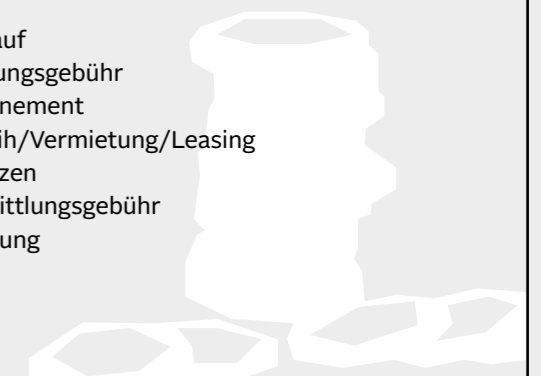 auf
ungsgebühr
nement
ih/Vermietung/Leasing
zen
ittlungsgebühr
ung